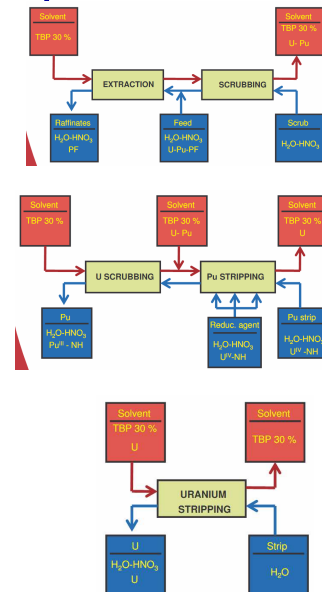 Solvent
TBP 30 %
Solvent
TBP 30 %
U- Pu
EXTRACTION
SCRUBBING
Raffinates
H₂O-HNO₃
PF
Feed
H₂O-HNO₃
U-Pu-PF
Scrub
H₂O-HNO₃
Solvent
TBP 30 %
Solvent
TBP 30 %
U- Pu
Solvent
TBP 30 %
U
U SCRUBBING
Pu STRIPPING
Pu
H₂O-HNO₃
Puᴵᴵᴵ - NH
Reduc. agent
H₂O-HNO₃
Uᴵⱽ-NH
Pu strip
H₂O-HNO₃
Uᴵⱽ -NH
Solvent
TBP 30 %
U
Solvent
TBP 30 %
URANIUM
STRIPPING
U
H₂O-HNO₃
U
Strip
H₂O